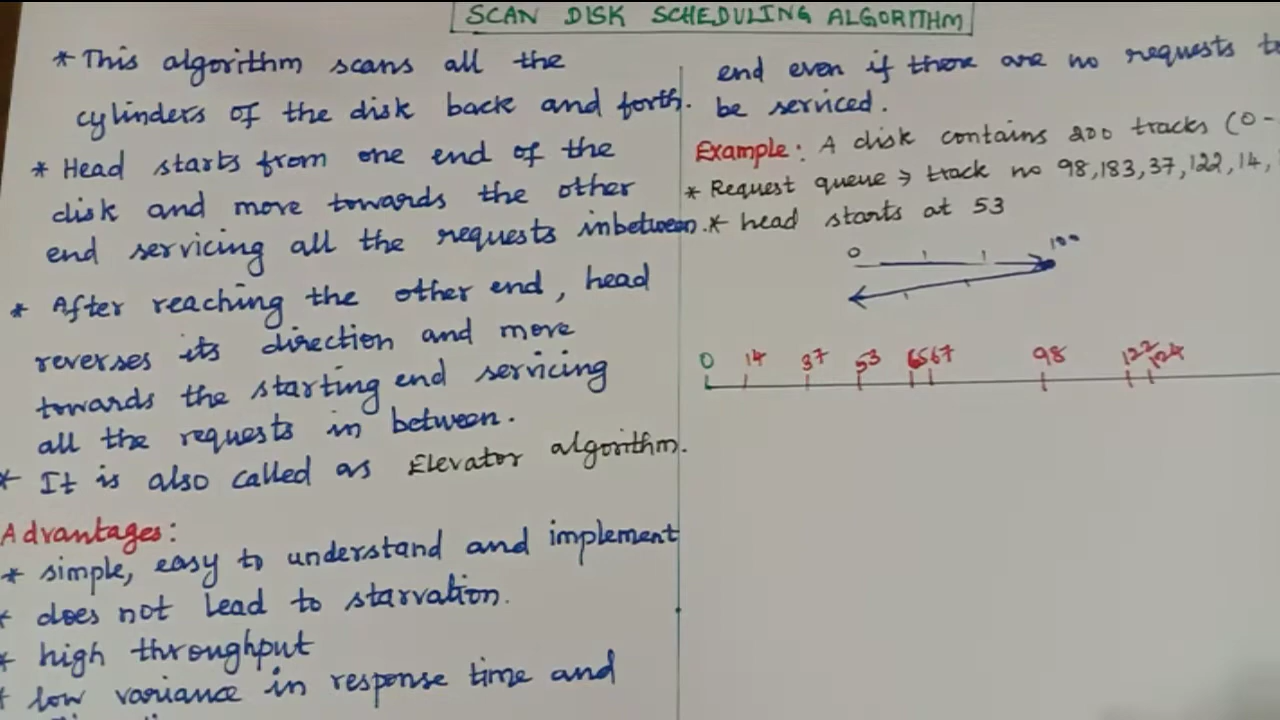 SCAN DISK SCHEDULING ALGORITHM
* This algorithm scans all the
cylinders of the disk back and forth.
* Head starts from one end of the
disk and move towards the other
end servicing all the requests inbetween.
* After reaching the other end, head
reverses its direction and move
towards the starting end servicing
all the requests in between.
* It is also called as Elevator algorithm.
Advantages:
* simple, easy to understand and implement
* does not lead to starvation.
* high throughput
* low variance in response time and
end even if there are no requests to
be serviced.
Example: A disk contains 200 tracks (0-
* Request queue → track no 98, 183, 37, 122, 14,
* head starts at 53
0 100
0 14 37 53 65 67 98 122 124